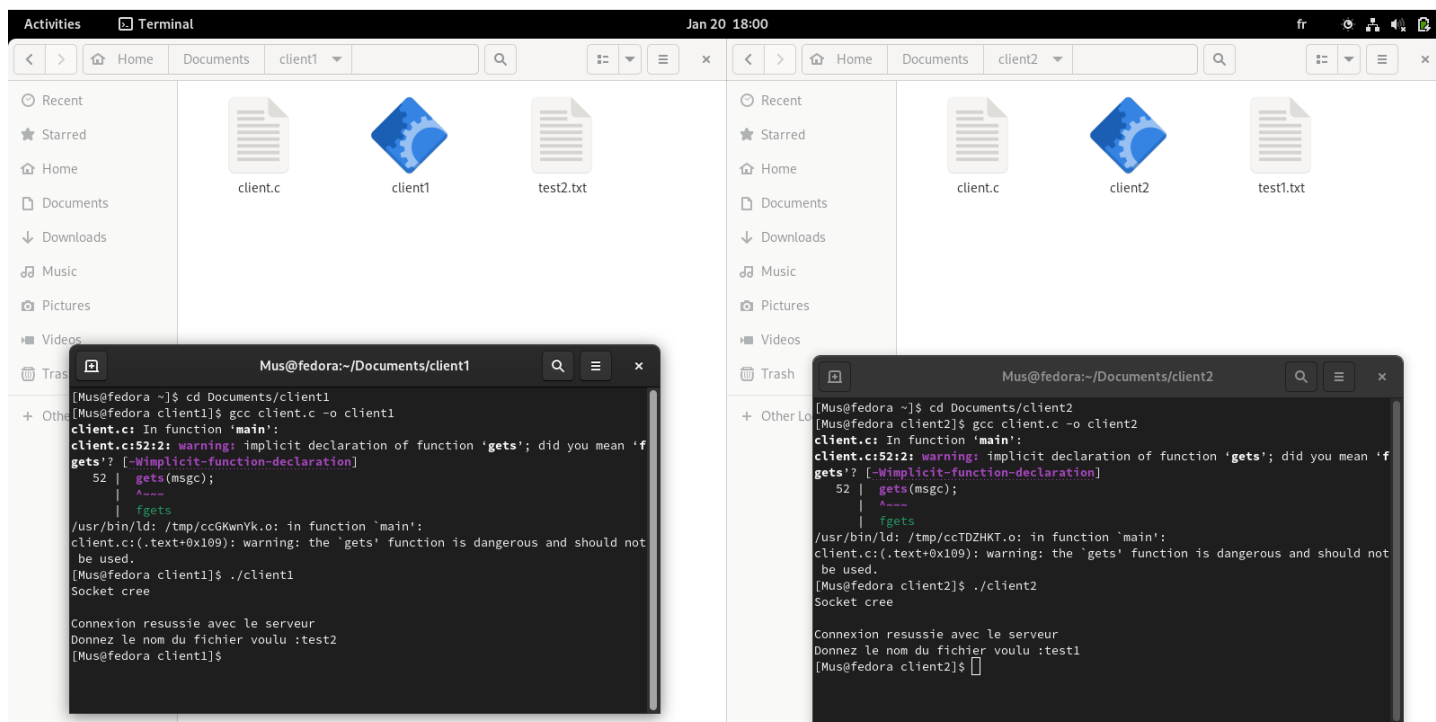 Activities Terminal Jan 20 18:00 fr
Home Documents client1
Recent
Starred
Home
Documents
Downloads
Music
Pictures
Videos
Tras
+ Othe
client.c client1 test2.txt
Mus@fedora:~/Documents/client1
[Mus@fedora ~]$ cd Documents/client1
[Mus@fedora client1]$ gcc client.c -o client1
client.c: In function ‘main’:
client.c:52:2: warning: implicit declaration of function ‘gets’; did you mean ‘f
gets’? [-Wimplicit-function-declaration]
52 | gets(msgc);
| ^~~~
| fgets
/usr/bin/ld: /tmp/ccGKwnYk.o: in function `main':
client.c:(.text+0x109): warning: the `gets' function is dangerous and should not
be used.
[Mus@fedora client1]$ ./client1
Socket cree
Connexion resussie avec le serveur
Donnez le nom du fichier voulu :test2
[Mus@fedora client1]$
Home Documents client2
Recent
Starred
Home
Documents
Downloads
Music
Pictures
Videos
Trash
+ Other Lo
client.c client2 test1.txt
Mus@fedora:~/Documents/client2
[Mus@fedora ~]$ cd Documents/client2
[Mus@fedora client2]$ gcc client.c -o client2
client.c: In function ‘main’:
client.c:52:2: warning: implicit declaration of function ‘gets’; did you mean ‘f
gets’? [-Wimplicit-function-declaration]
52 | gets(msgc);
| ^~~~
| fgets
/usr/bin/ld: /tmp/ccTDZHKT.o: in function `main':
client.c:(.text+0x109): warning: the `gets' function is dangerous and should not
be used.
[Mus@fedora client2]$ ./client2
Socket cree
Connexion resussie avec le serveur
Donnez le nom du fichier voulu :test1
[Mus@fedora client2]$